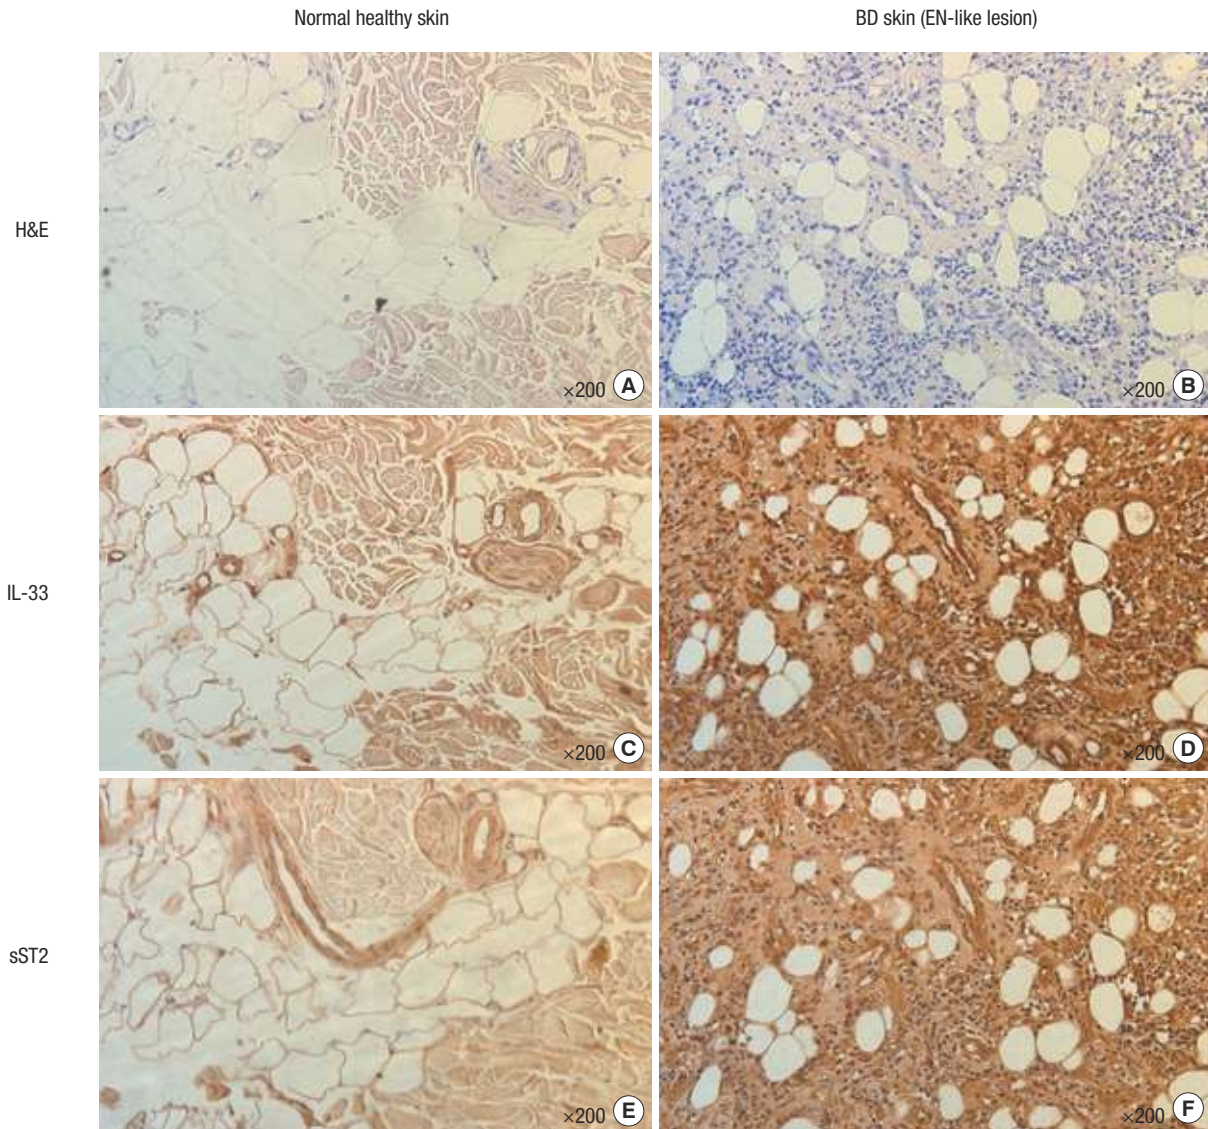 Normal healthy skin
BD skin (EN-like lesion)
H&E
×200 A
×200 B
IL-33
×200 C
×200 D
sST2
×200 E
×200 F